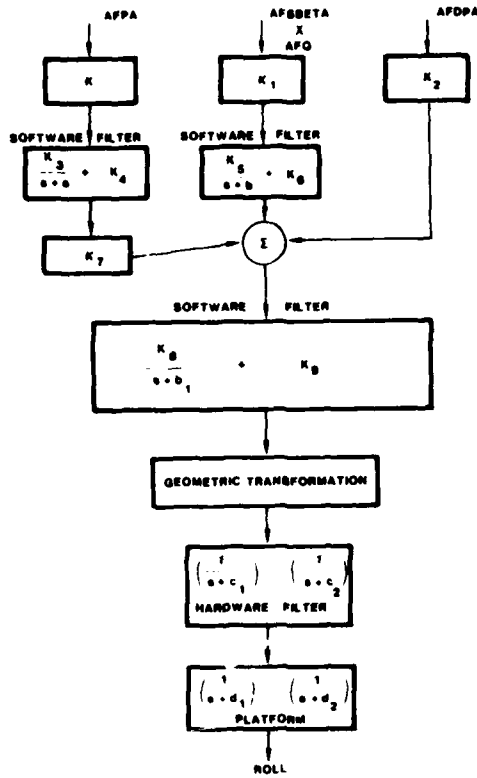 AFPA
AFSBETA
X
AFQ
AFDPA
K
K1
K2
SOFTWARE FILTER
SOFTWARE FILTER
K3
s + a + K4
K5
s + b + K6
K7
Σ
SOFTWARE FILTER
K8
s + b1 + K9
GEOMETRIC TRANSFORMATION
(1 / s + c1) (1 / s + c2)
HARDWARE FILTER
(1 / s + d1) (1 / s + d2)
PLATFORM
ROLL